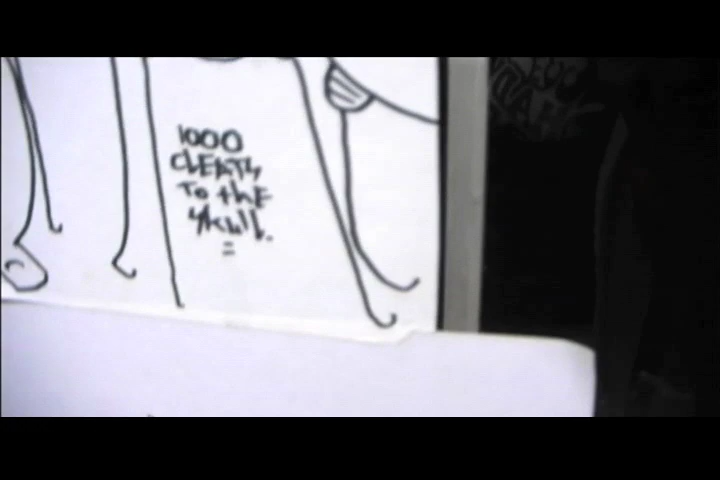 1000
CLEATS
To thE
skull.
=